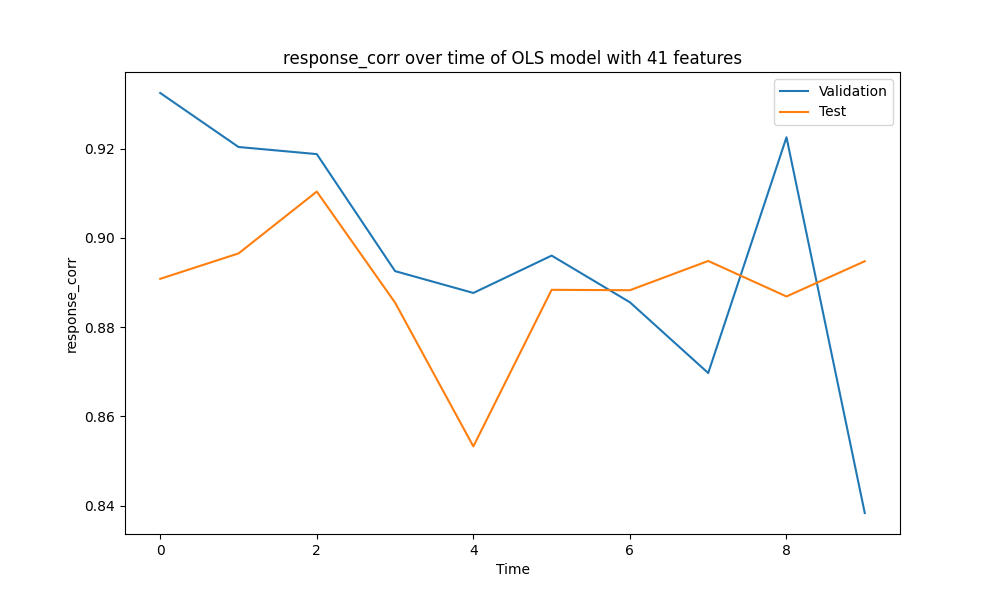 response_corr over time of OLS model with 41 features
Validation
Test
response_corr
0.92
0.90
0.88
0.86
0.84
0 2 4 6 8
Time